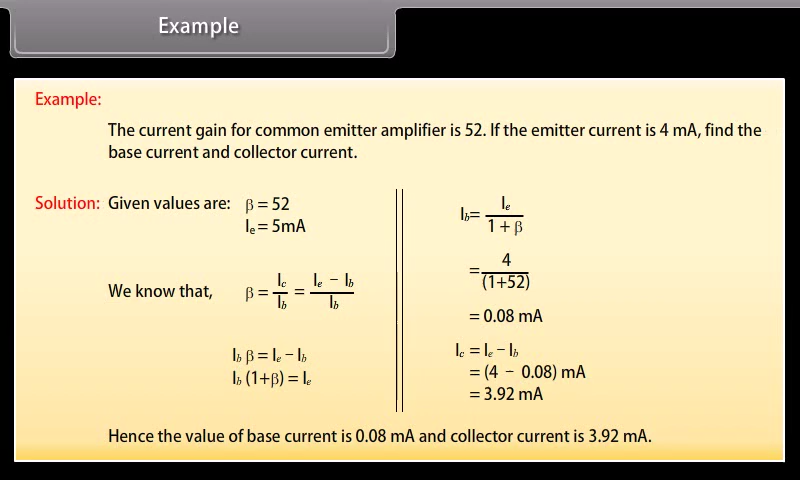 Example
Example:
The current gain for common emitter amplifier is 52. If the emitter current is 4 mA, find the
base current and collector current.
Solution: Given values are: β = 52
Ie = 5mA
We know that, β = Ic/Ib = Ie − Ib/Ib
Ib β = Ie − Ib
Ib (1+β) = Ie
Ib = Ie/1 + β
= 4/(1+52)
= 0.08 mA
Ic = Ie − Ib
= (4 − 0.08) mA
= 3.92 mA
Hence the value of base current is 0.08 mA and collector current is 3.92 mA.